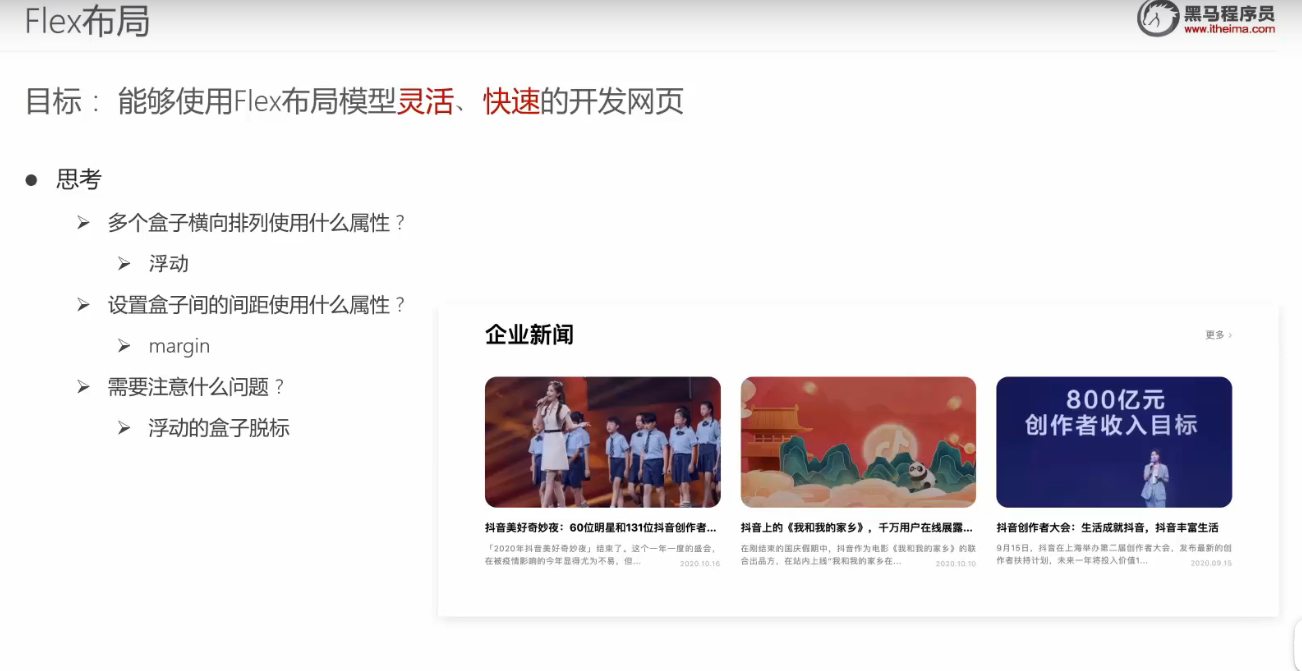 Flex布局
黑马程序员
www.itheima.com
目标： 能够使用Flex布局模型灵活、快速的开发网页
思考
多个盒子横向排列使用什么属性？
浮动
设置盒子间的间距使用什么属性？
margin
需要注意什么问题？
浮动的盒子脱标
企业新闻
更多 ›
抖音美好奇妙夜：60位明星和131位抖音创作者...
「2020年抖音美好奇妙夜」结束了。这个一年一度的盛会，
在被疫情影响的今年显得尤为不易，但...
2020.10.16
抖音上的《我和我的家乡》，千万用户在线展露...
在刚结束的国庆假期中，抖音作为电影《我和我的家乡》的联
合出品方，在站内上线“我和我的家乡在...
2020.10.10
800亿元
创作者收入目标
抖音创作者大会：生活成就抖音，抖音丰富生活
9月15日，抖音在上海举办第二届创作者大会，发布最新的创
作者扶持计划，未来一年将投入价值1...
2020.09.15